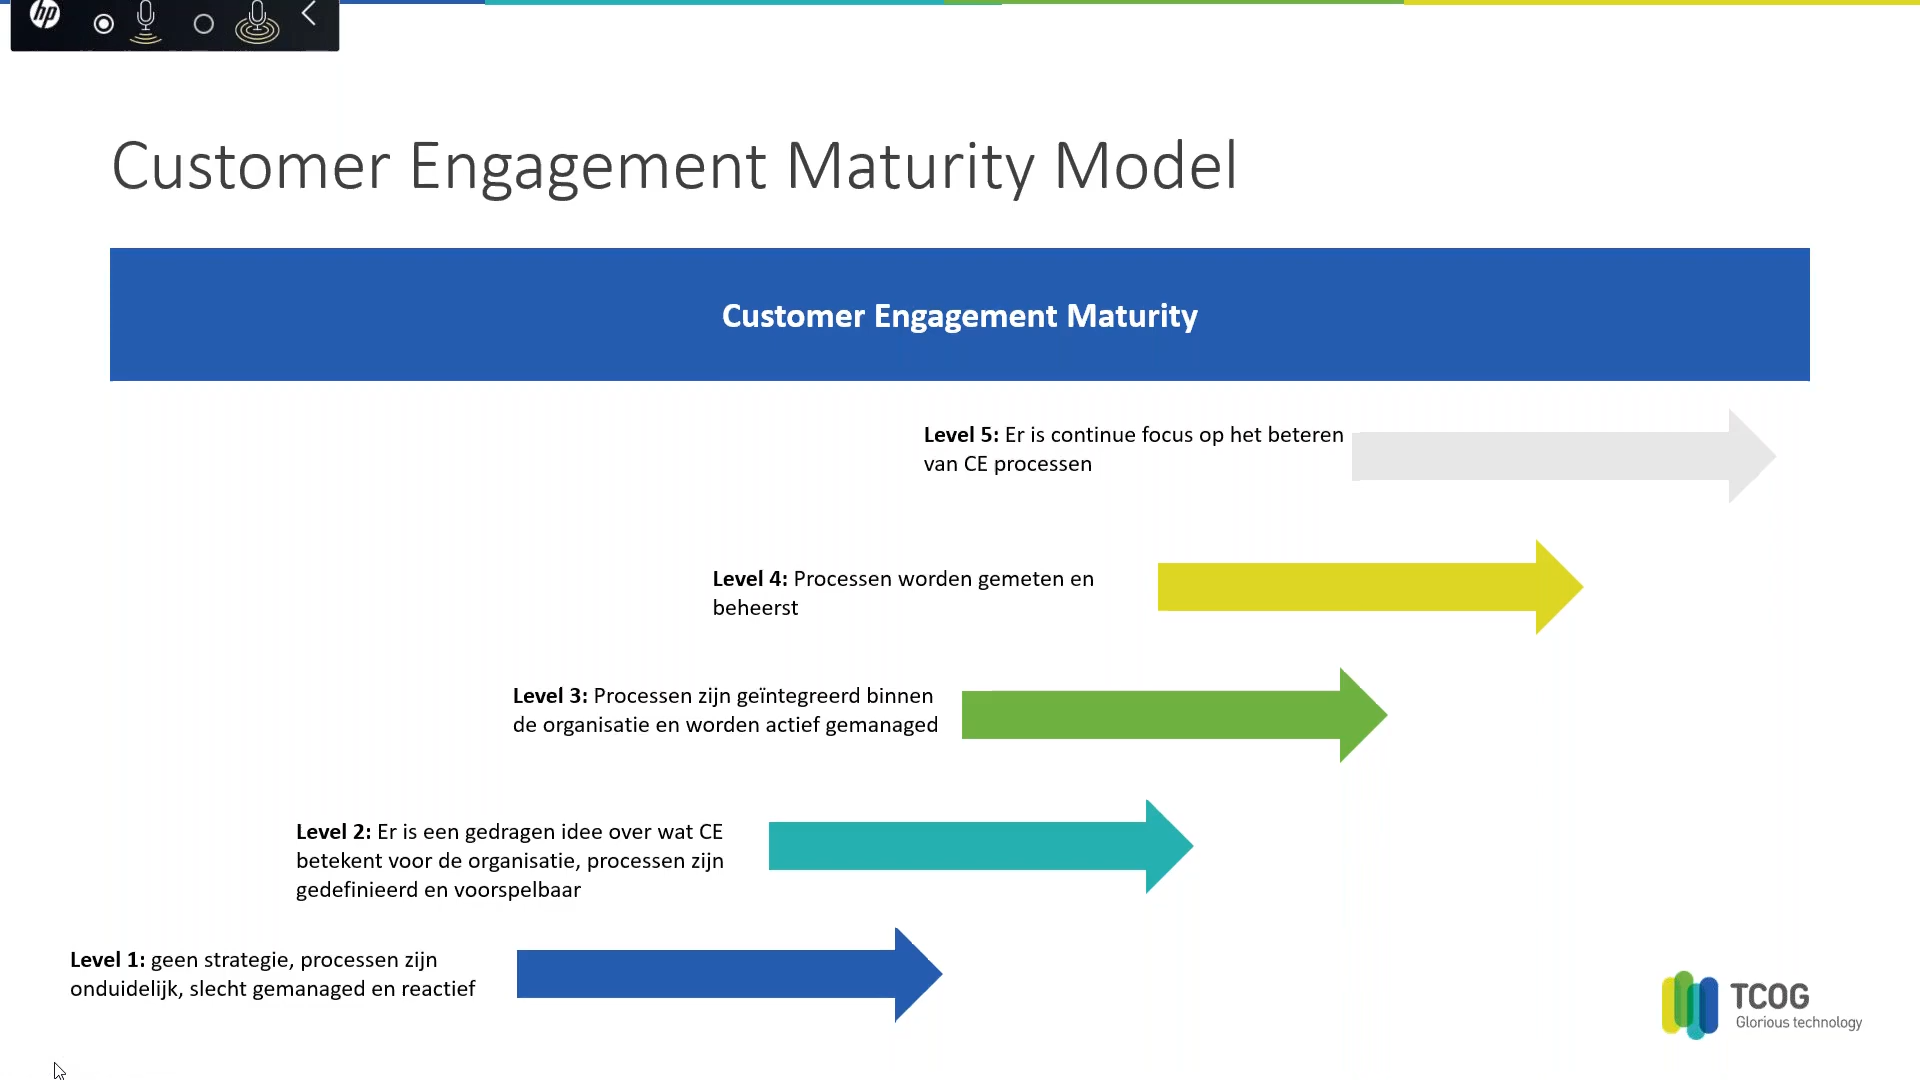 hp
Customer Engagement Maturity Model
Customer Engagement Maturity
Level 5: Er is continue focus op het beteren
van CE processen
Level 4: Processen worden gemeten en
beheerst
Level 3: Processen zijn geïntegreerd binnen
de organisatie en worden actief gemanaged
Level 2: Er is een gedragen idee over wat CE
betekent voor de organisatie, processen zijn
gedefinieerd en voorspelbaar
Level 1: geen strategie, processen zijn
onduidelijk, slecht gemanaged en reactief
TCOG
Glorious technology